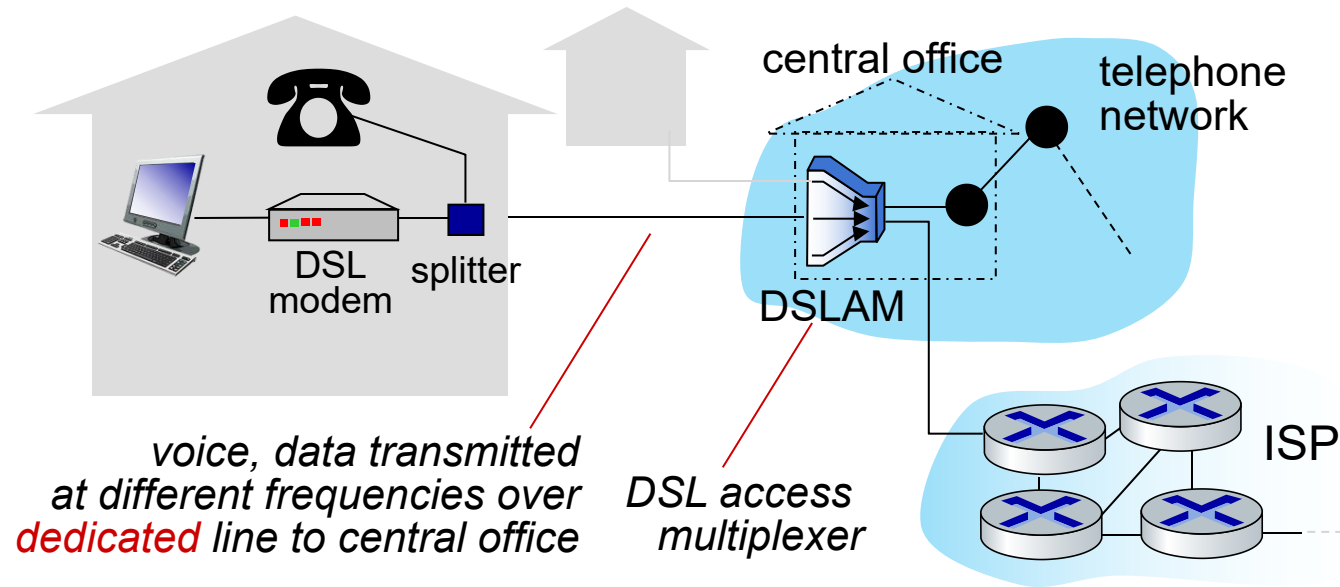 central office
telephone
network
DSL
modem
splitter
DSLAM
voice, data transmitted
at different frequencies over
dedicated line to central office
DSL access
multiplexer
ISP